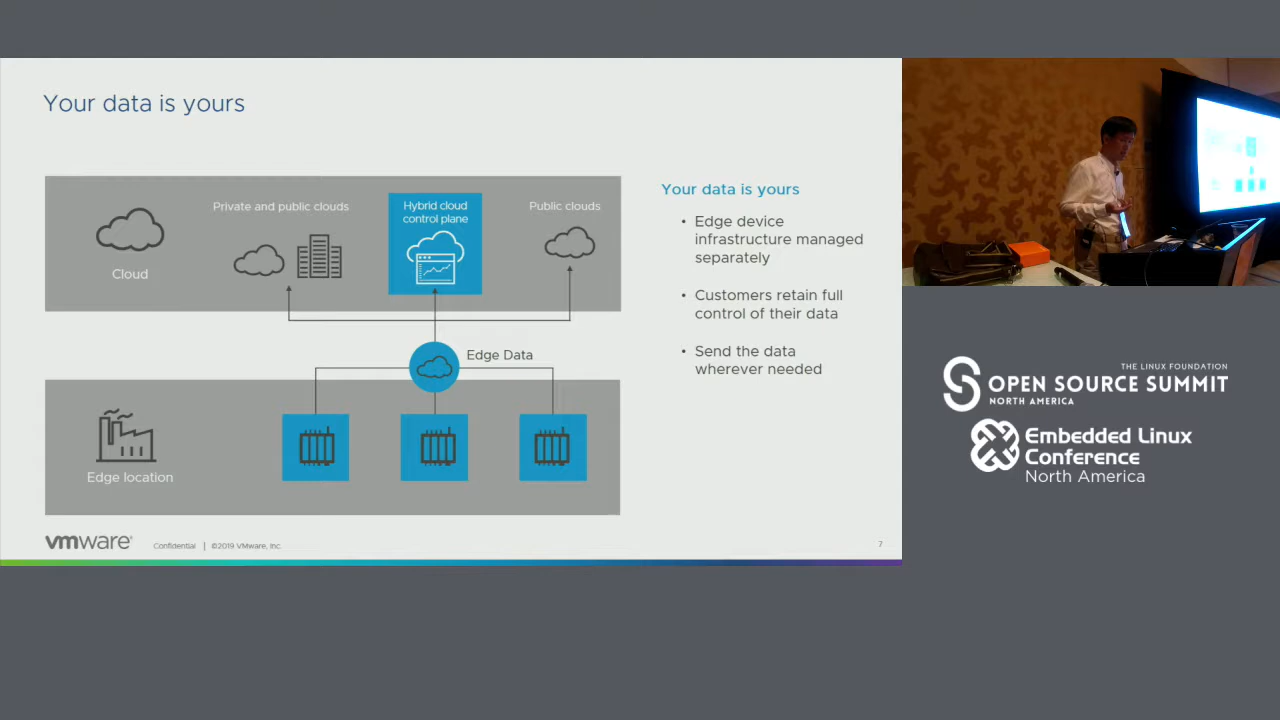 Your data is yours
Private and public clouds
Hybrid cloud
control plane
Public clouds
Cloud
Edge Data
Edge location
Your data is yours
• Edge device
infrastructure managed
separately
• Customers retain full
control of their data
• Send the data
wherever needed
vmware
Confidential | ©2019 VMware, Inc.
7
THE LINUX FOUNDATION
OPEN SOURCE SUMMIT
NORTH AMERICA
Embedded Linux
Conference
North America